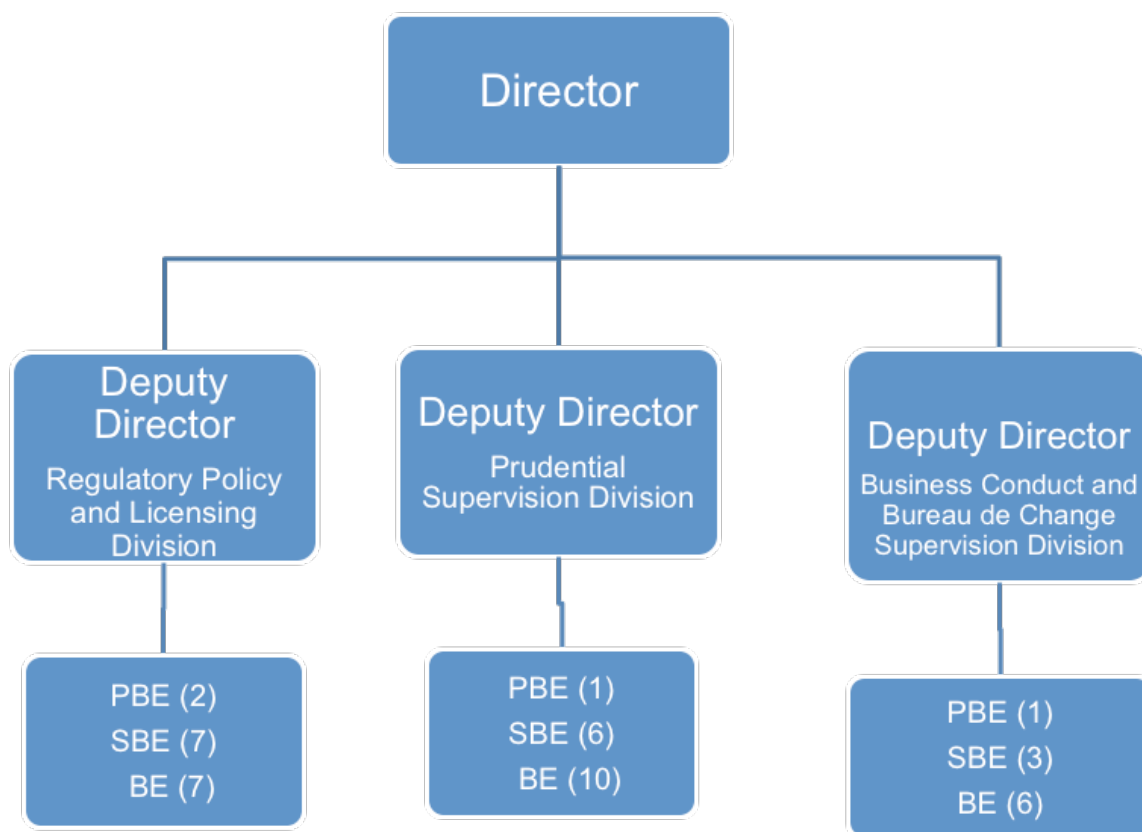 Director
Deputy
Director
Regulatory Policy
and Licensing
Division
Deputy Director
Prudential
Supervision Division
Deputy Director
Business Conduct and
Bureau de Change
Supervision Division
PBE (2)
SBE (7)
BE (7)
PBE (1)
SBE (6)
BE (10)
PBE (1)
SBE (3)
BE (6)